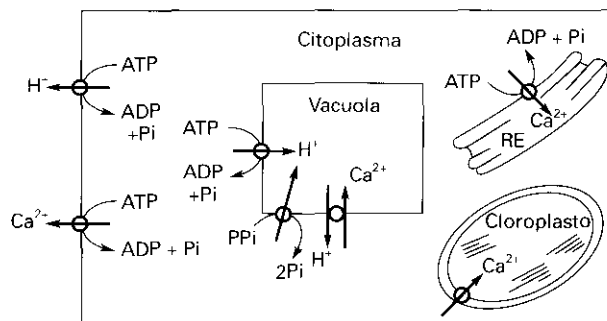 Citoplasma
ADP + Pi
ATP
Ca2+
RE
H+
ATP
ADP
+Pi
Vacuola
ATP
H+
ADP
+Pi
Ca2+
PPi
2Pi
H+
Ca2+
ATP
ADP + Pi
Cloroplasto
Ca2+